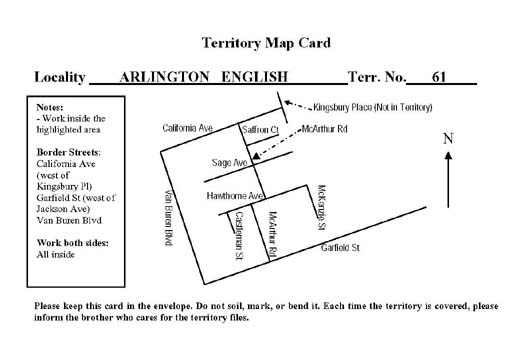 Territory Map Card
Locality ARLINGTON ENGLISH Terr. No. 61
Notes:
- Work inside the
highlighted area
Border Streets:
California Ave
(west of
Kingsbury Pl)
Garfield St (west of
Jackson Ave)
Van Buren Blvd
Work both sides:
All inside
Kingsbury Place (Not in Territory)
California Ave
Saffron Ct
McArthur Rd
Sage Ave
N
Van Buren Blvd
Hawthorne Ave
McKenzie St
Castleman St
McArthur Rd
Garfield St
Please keep this card in the envelope. Do not soil, mark, or bend it. Each time the territory is covered, please
inform the brother who cares for the territory files.